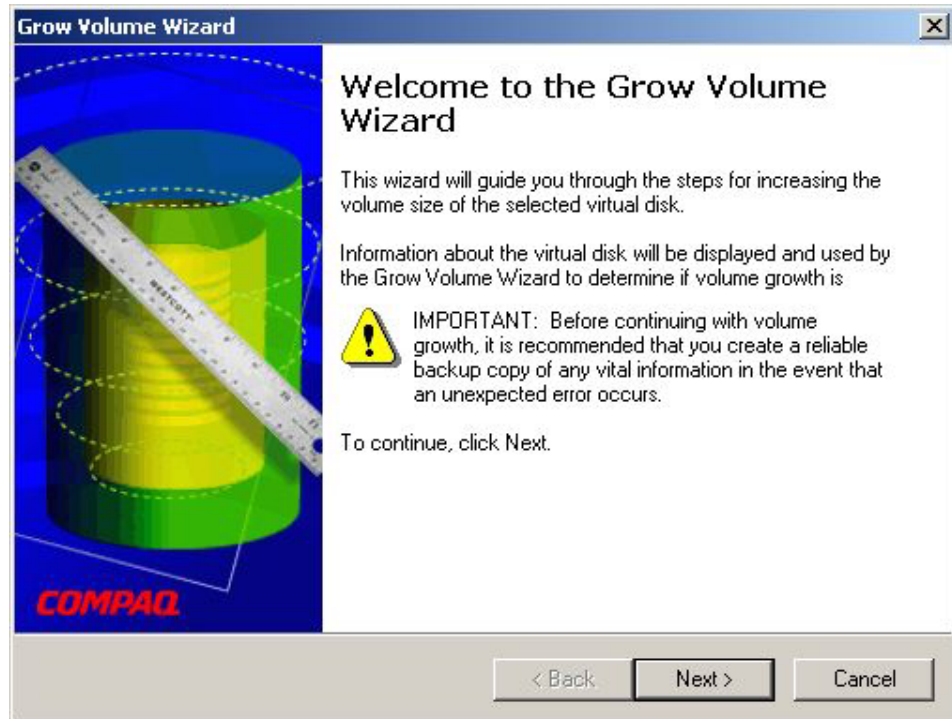 Grow Volume Wizard
Welcome to the Grow Volume
Wizard
This wizard will guide you through the steps for increasing the
volume size of the selected virtual disk.
Information about the virtual disk will be displayed and used by
the Grow Volume Wizard to determine if volume growth is
IMPORTANT: Before continuing with volume
growth, it is recommended that you create a reliable
backup copy of any vital information in the event that
an unexpected error occurs.
To continue, click Next.
WESTCOTT
COMPAQ
< Back
Next >
Cancel